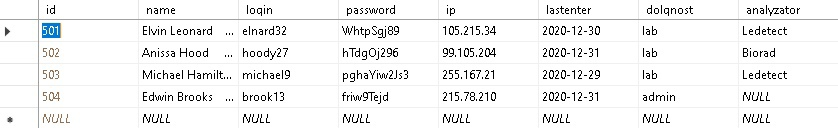 id name loqin password ip lastenter dolqnost analyzator
501 Elvin Leonard ... elnard32 WhtpSgj89 105.215.34 2020-12-30 lab Ledetect
502 Anissa Hood ... hoody27 hTdgOj296 99.105.204 2020-12-31 lab Biorad
503 Michael Hamilt... michael9 pghaYiw2Js3 255.167.21 2020-12-29 lab Ledetect
504 Edwin Brooks ... brook13 friw9Tejd 215.78.210 2020-12-31 admin NULL
NULL NULL NULL NULL NULL NULL NULL NULL